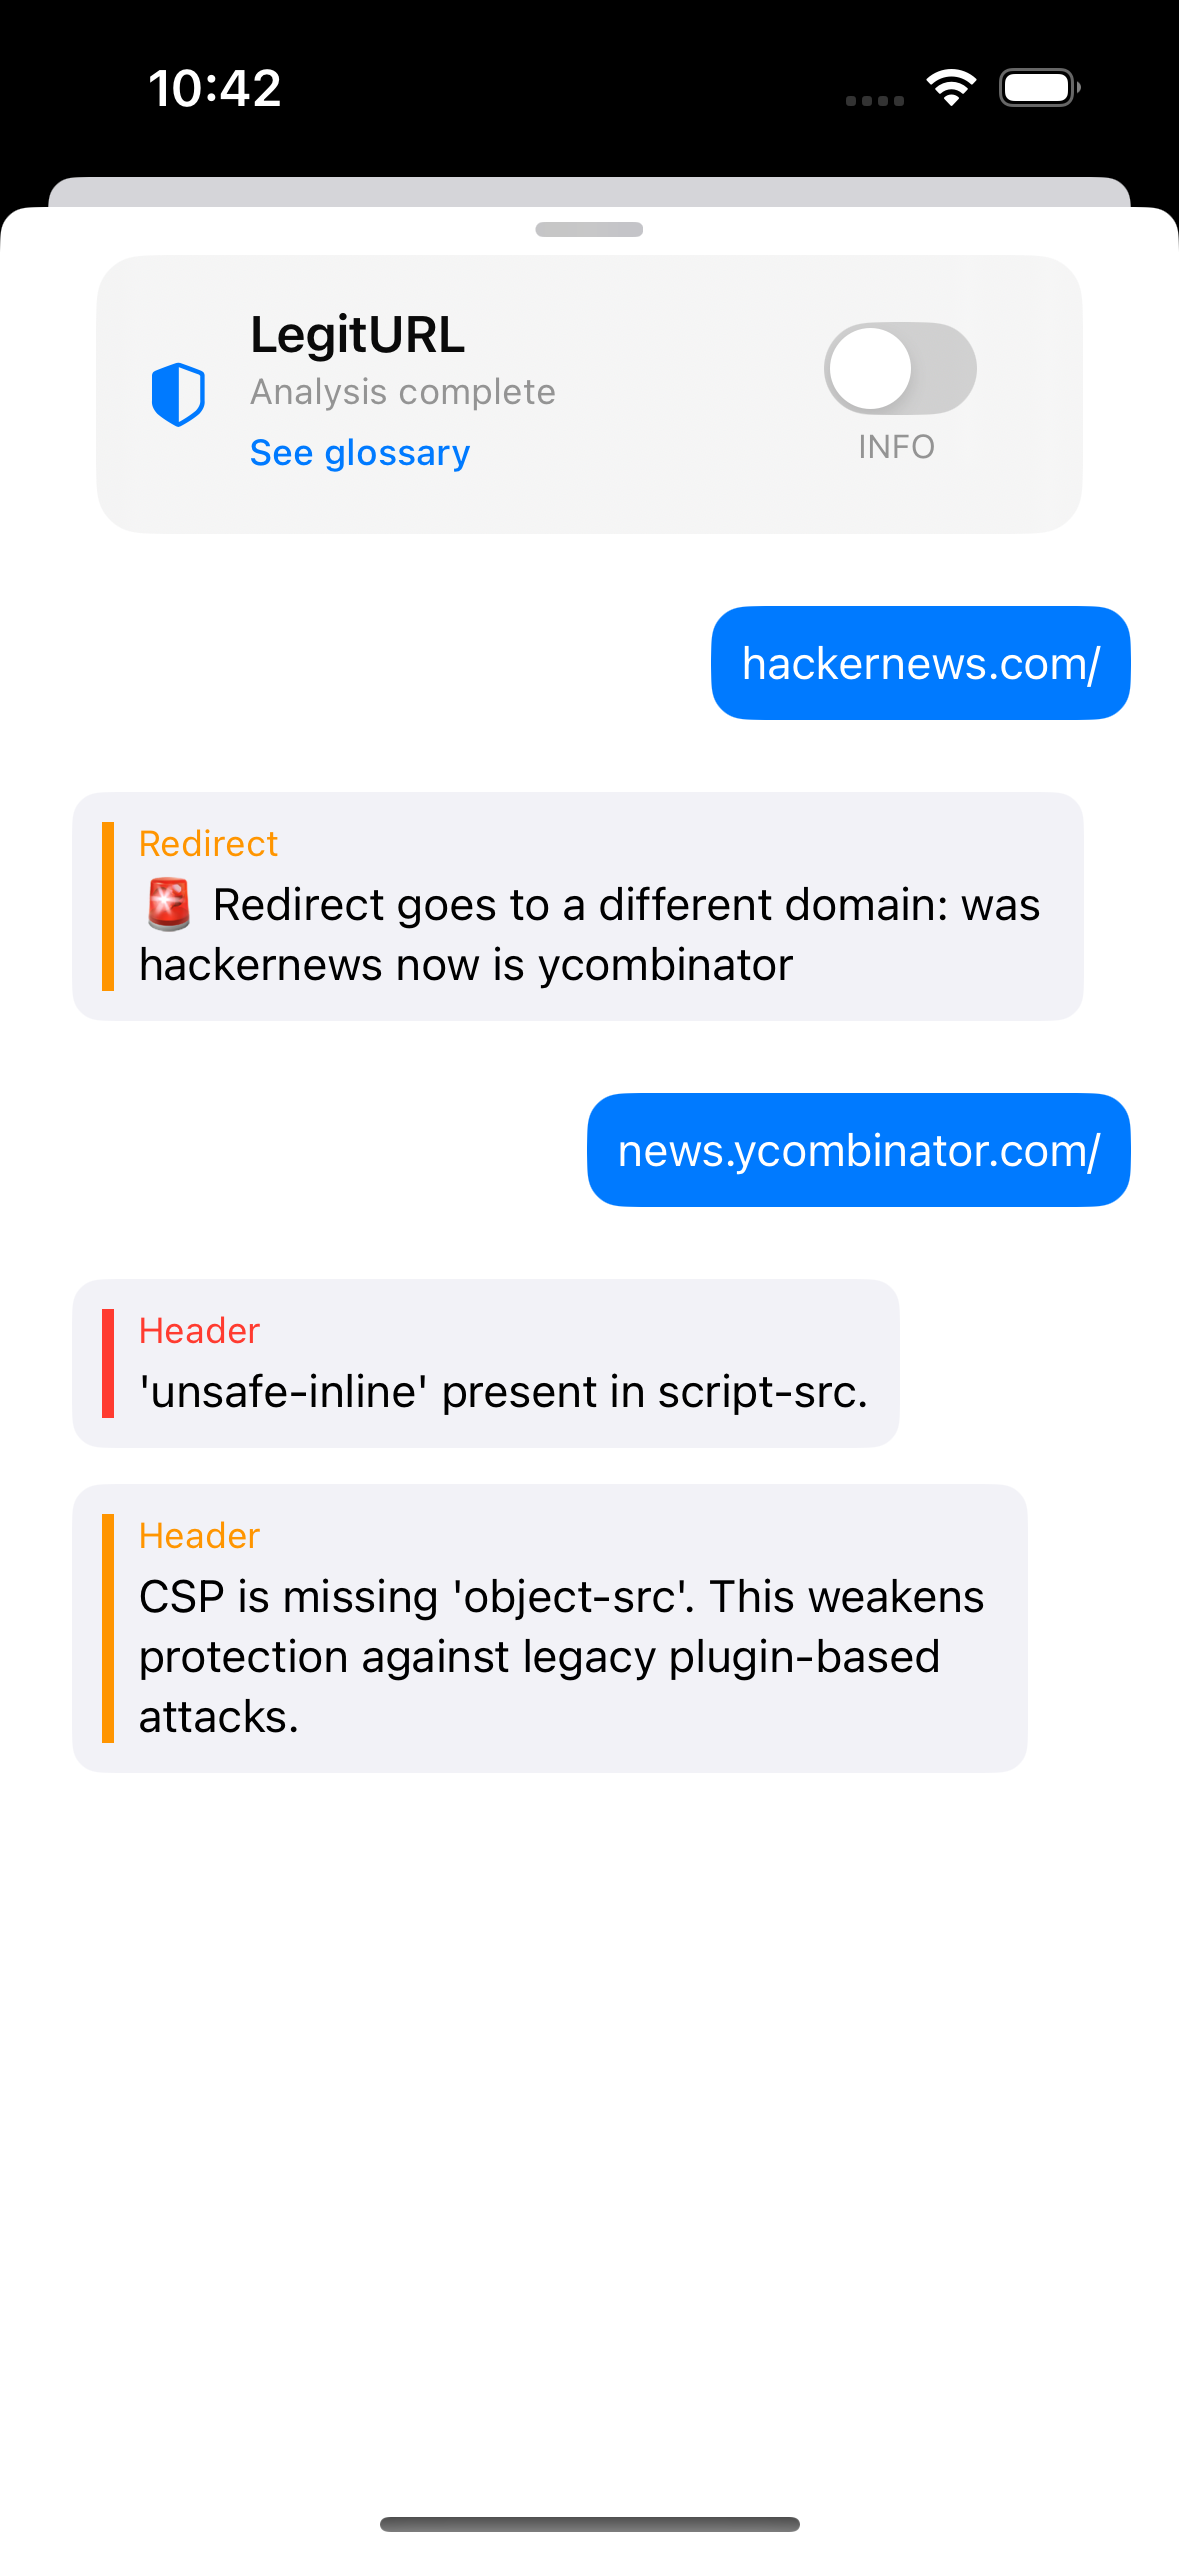 10:42
LegitURL
Analysis complete
See glossary
INFO
hackernews.com/
Redirect
🚨 Redirect goes to a different domain: was
hackernews now is ycombinator
news.ycombinator.com/
Header
'unsafe-inline' present in script-src.
Header
CSP is missing 'object-src'. This weakens
protection against legacy plugin-based
attacks.